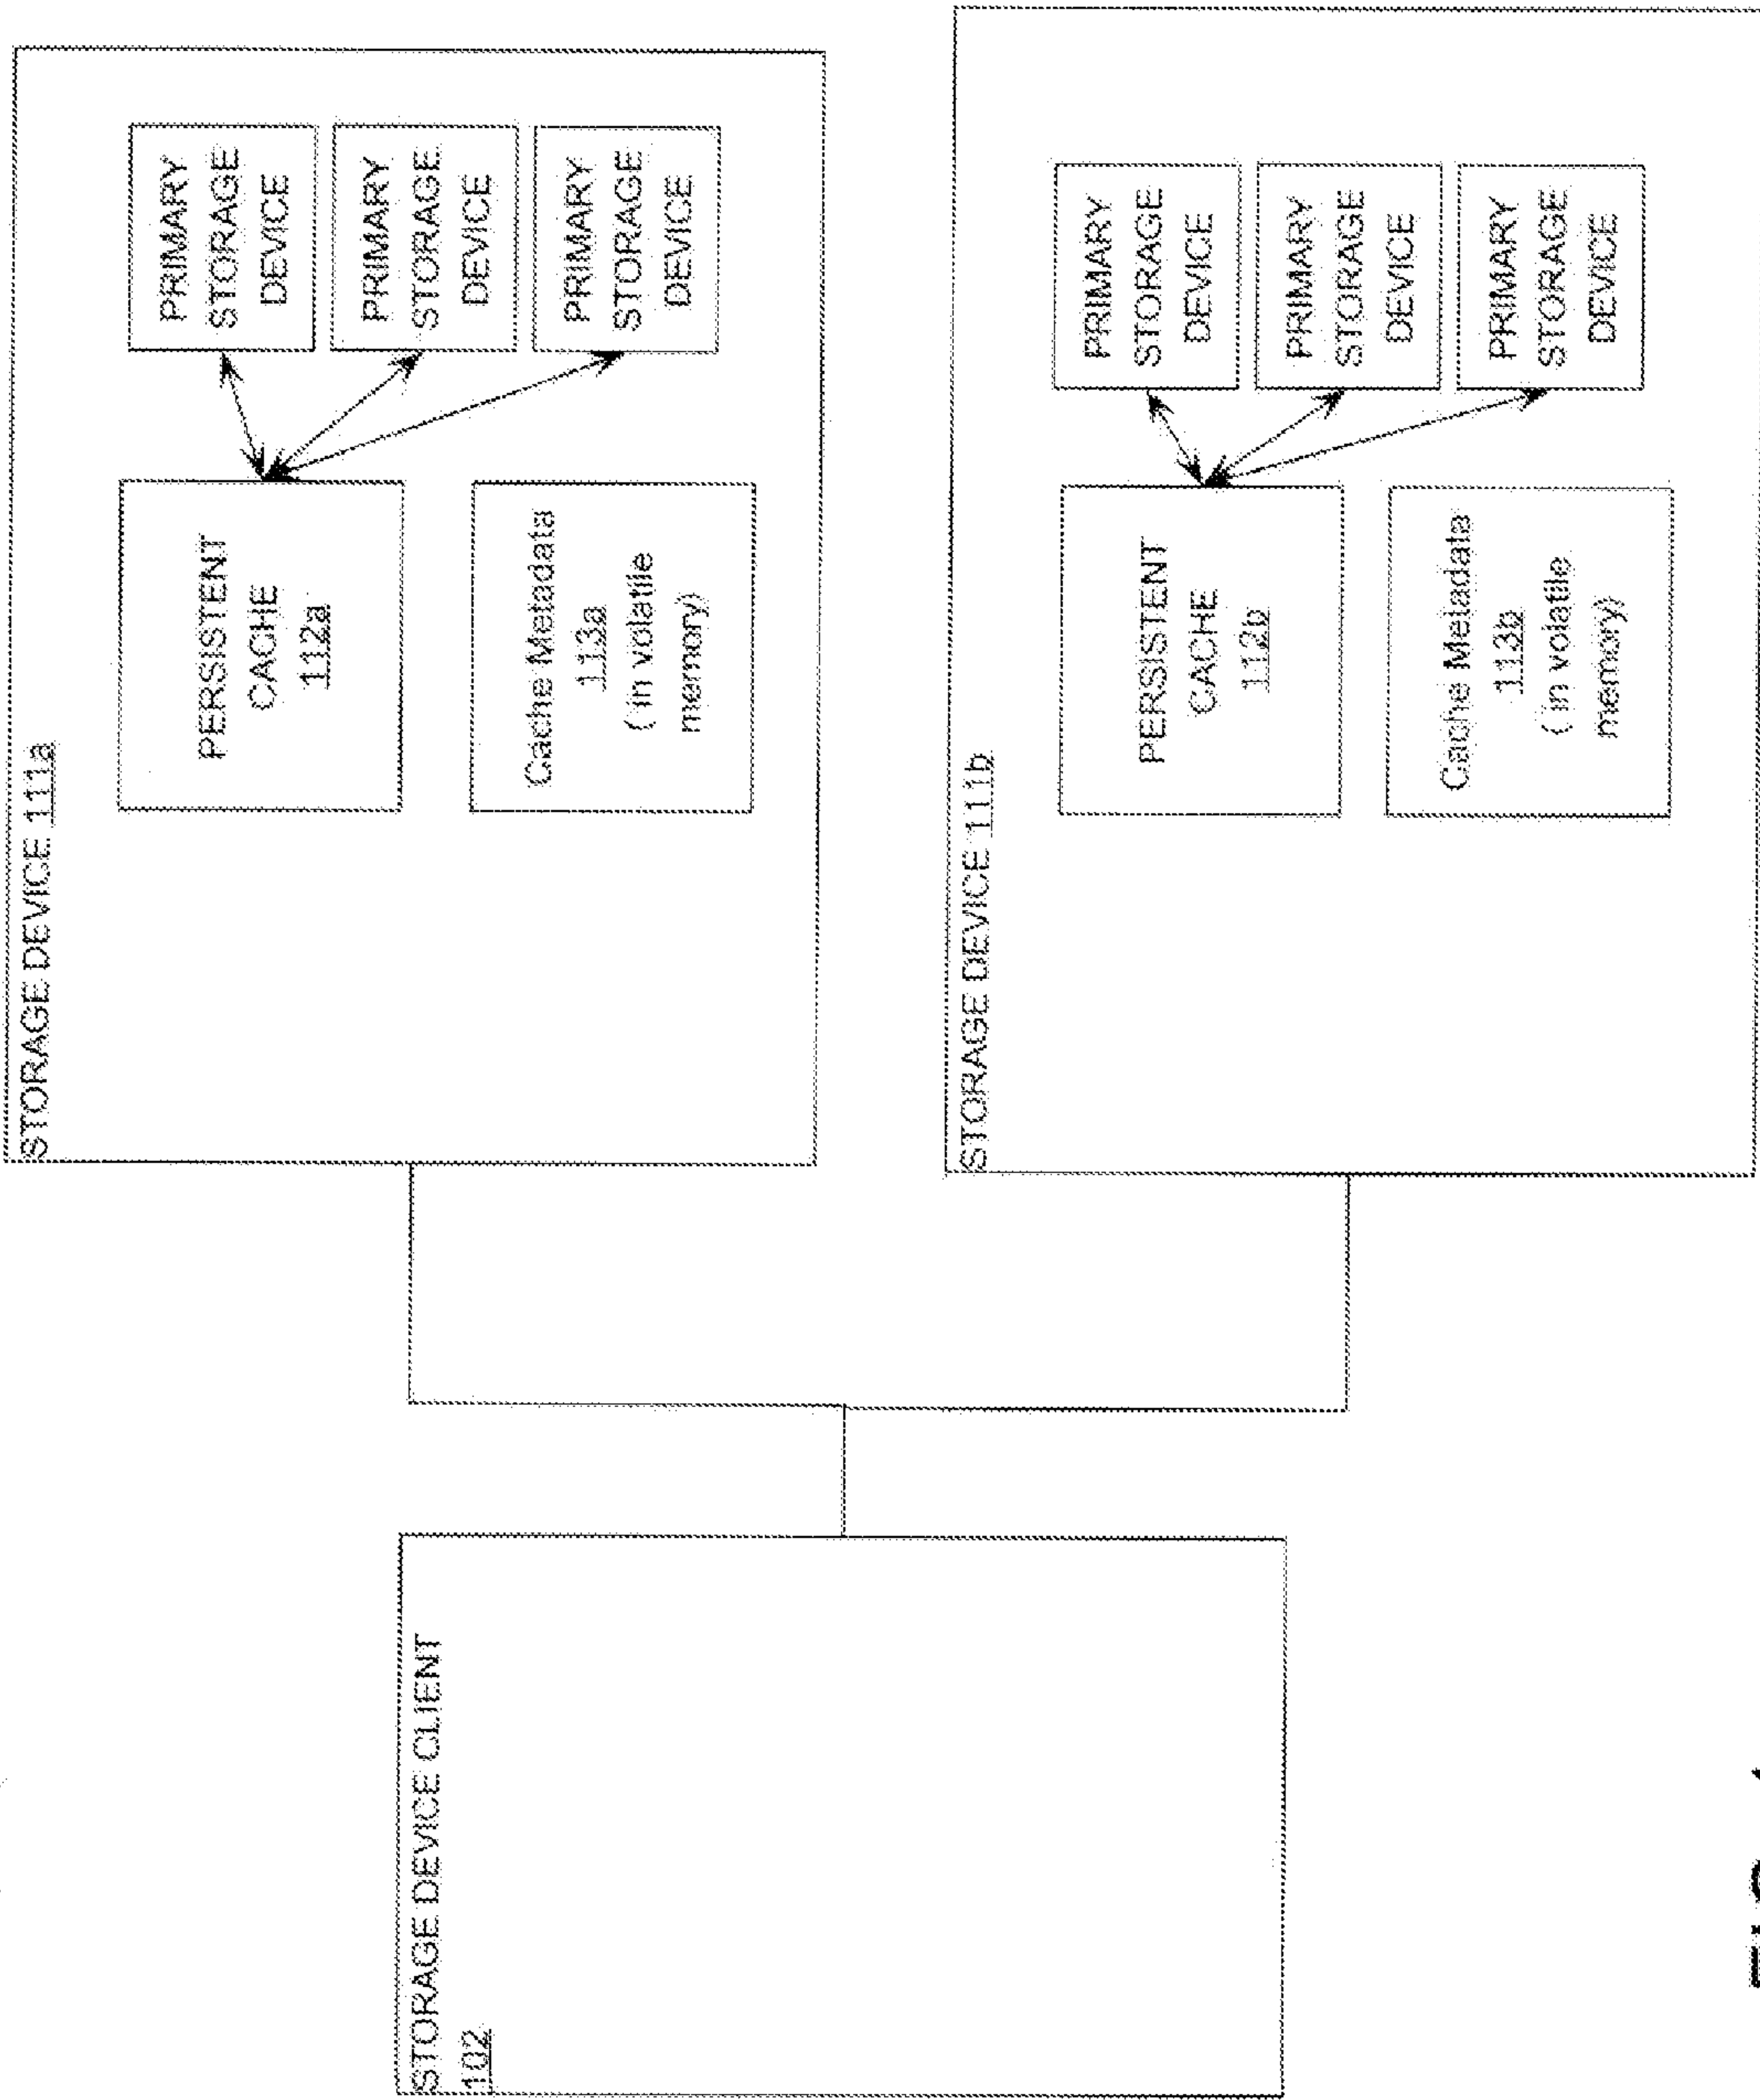 STORAGE DEVICE CLIENT
102
STORAGE DEVICE 111a
PERSISTENT
CACHE
112a
Cache Metadata
113a
( in volatile
memory)
PRIMARY
STORAGE
DEVICE
PRIMARY
STORAGE
DEVICE
PRIMARY
STORAGE
DEVICE
STORAGE DEVICE 111b
PERSISTENT
CACHE
112b
Cache Metadata
113b
( in volatile
memory)
PRIMARY
STORAGE
DEVICE
PRIMARY
STORAGE
DEVICE
PRIMARY
STORAGE
DEVICE